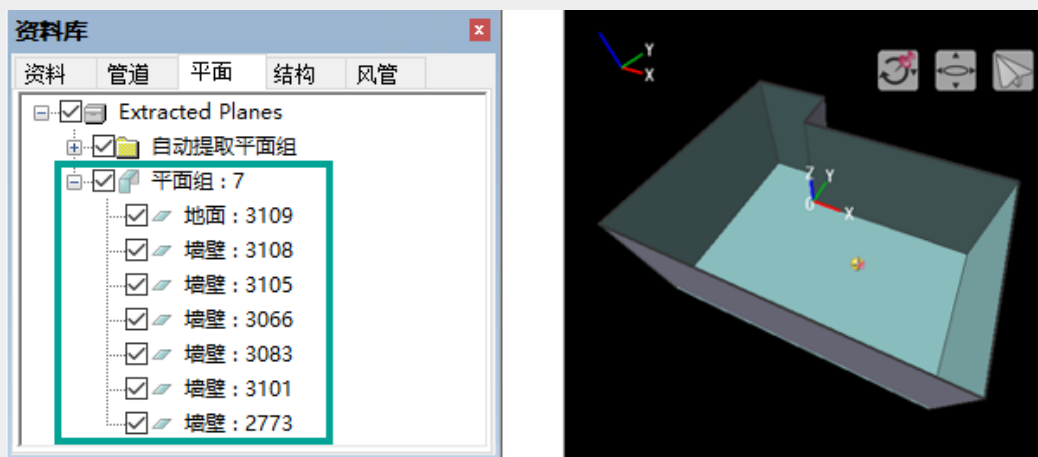 资料库
资料 管道 平面 结构 风管
Extracted Planes
自动提取平面组
平面组：7
地面：3109
墙壁：3108
墙壁：3105
墙壁：3066
墙壁：3083
墙壁：3101
墙壁：2773
Y
X
Z Y
0 X